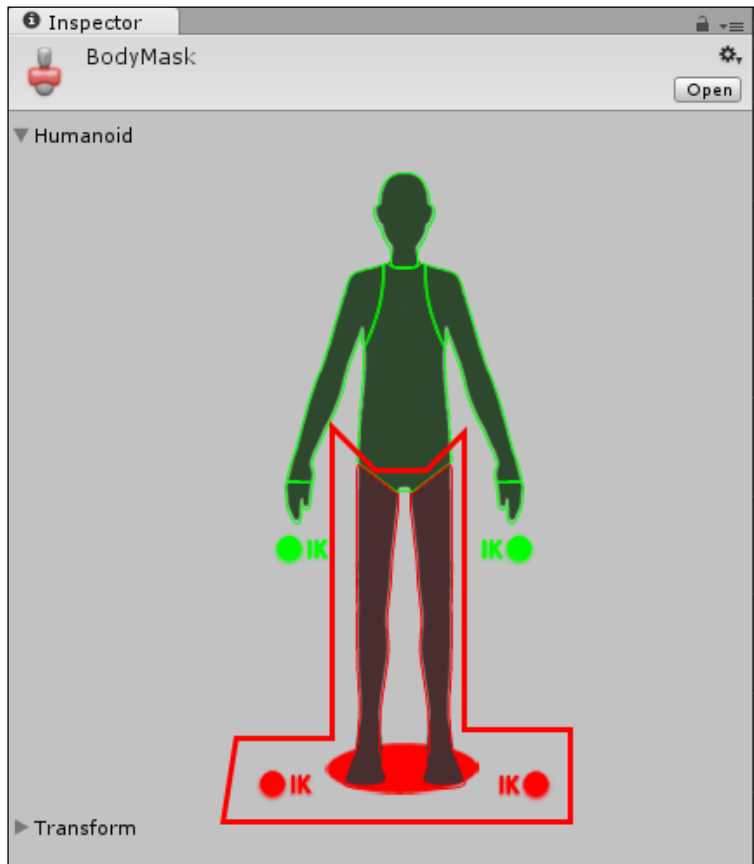 Inspector
BodyMask
Open
Humanoid
IK IK
IK IK
Transform